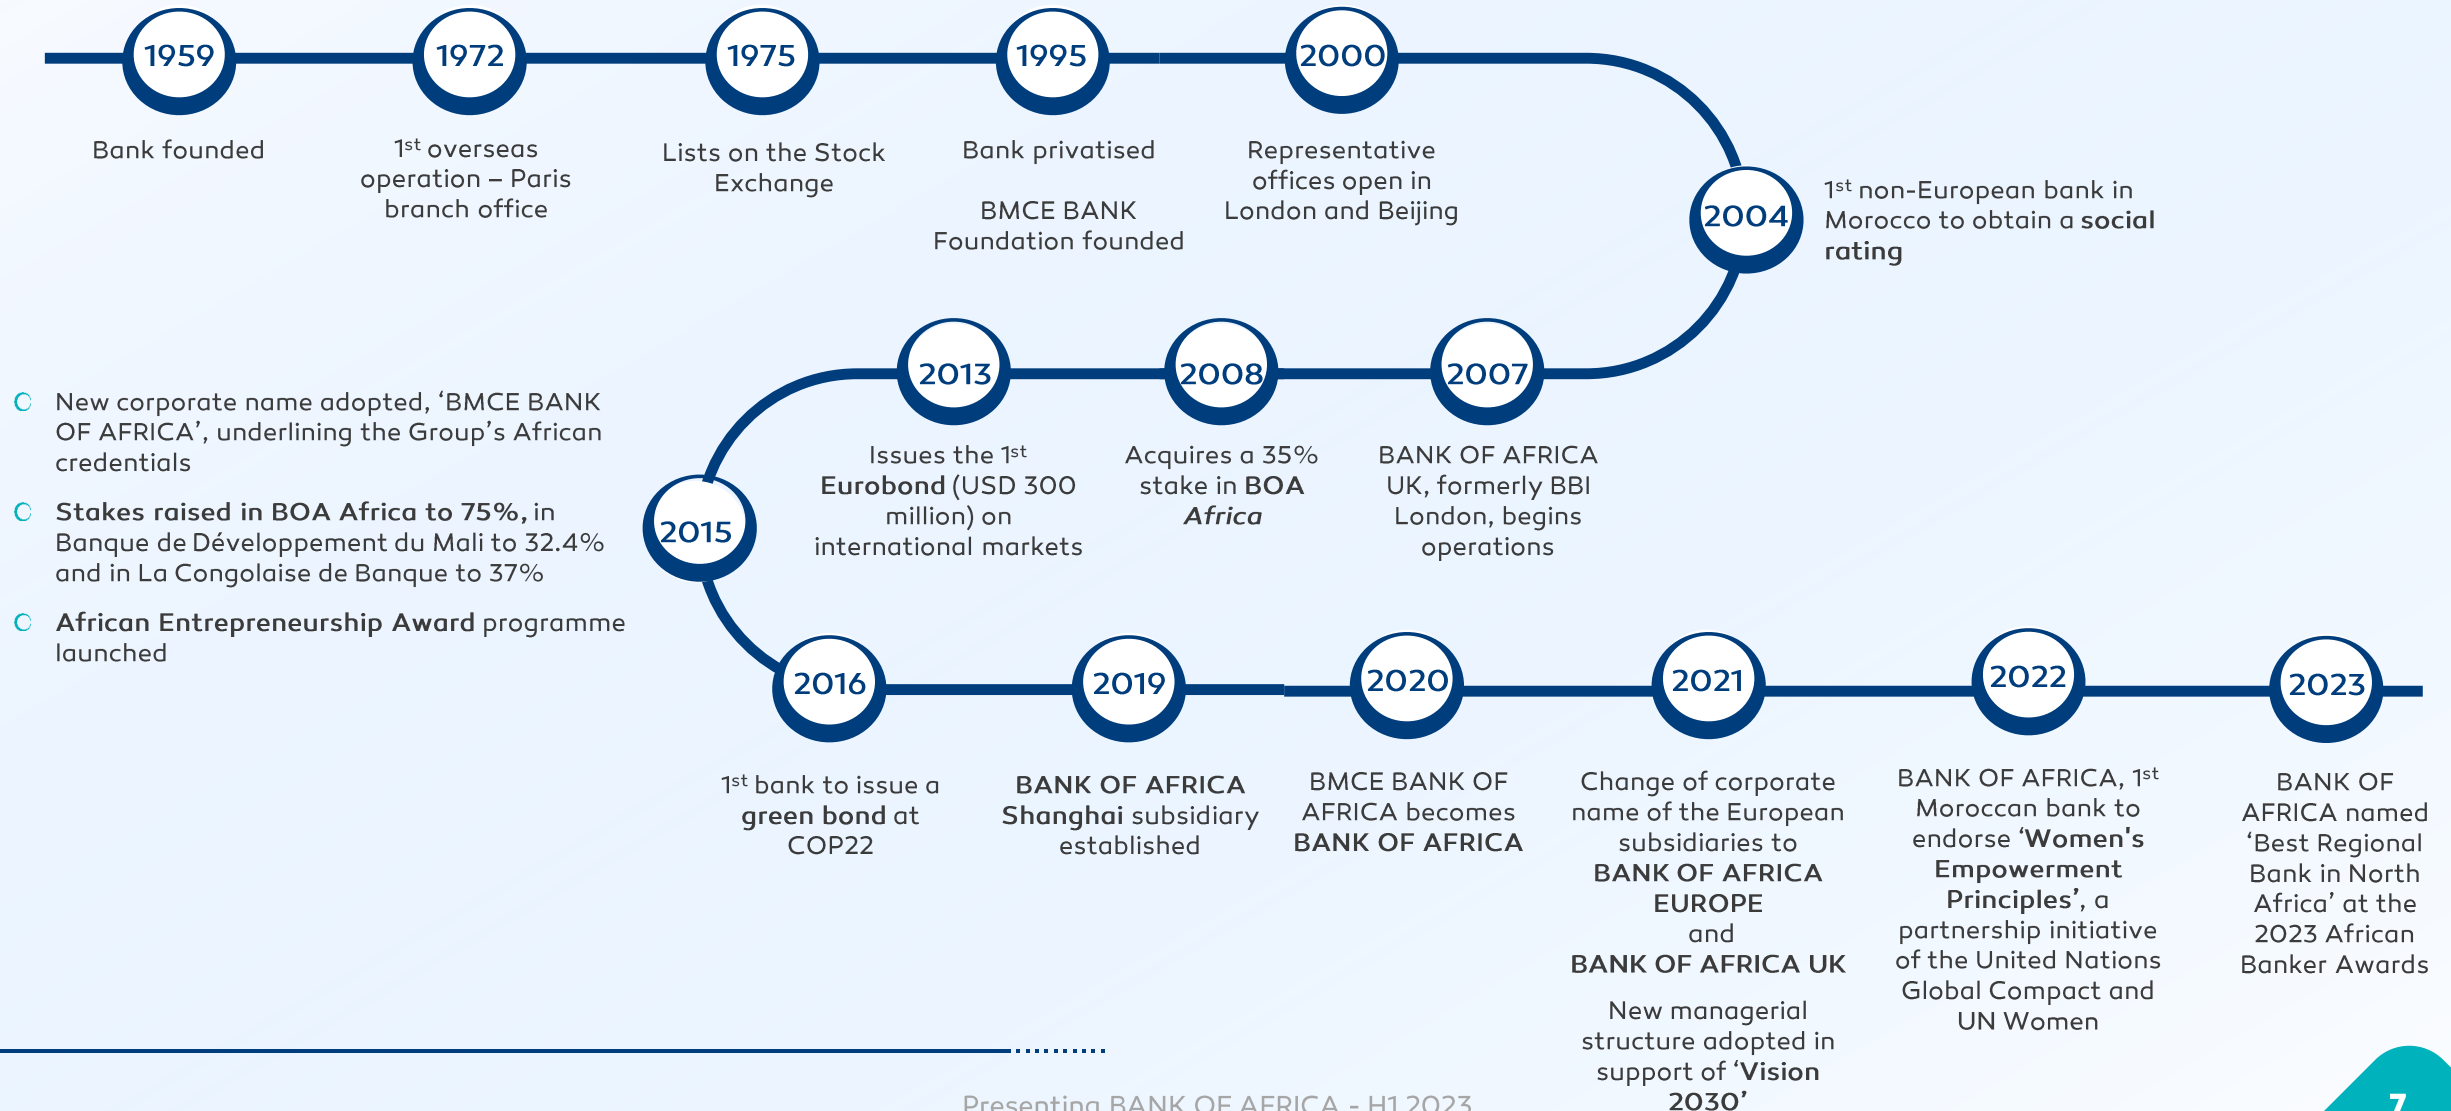 1959
Bank founded
1972
1st overseas
operation – Paris
branch office
1975
Lists on the Stock
Exchange
1995
Bank privatised
BMCE BANK
Foundation founded
2000
Representative
offices open in
London and Beijing
2004
1st non-European bank in
Morocco to obtain a social
rating
2007
BANK OF AFRICA
UK, formerly BBI
London, begins
operations
2008
Acquires a 35%
stake in BOA
Africa
2013
Issues the 1st
Eurobond (USD 300
million) on
international markets
2015
New corporate name adopted, ‘BMCE BANK
OF AFRICA’, underlining the Group’s African
credentials
Stakes raised in BOA Africa to 75%, in
Banque de Développement du Mali to 32.4%
and in La Congolaise de Banque to 37%
African Entrepreneurship Award programme
launched
2016
1st bank to issue a
green bond at
COP22
2019
BANK OF AFRICA
Shanghai subsidiary
established
2020
BMCE BANK OF
AFRICA becomes
BANK OF AFRICA
2021
Change of corporate
name of the European
subsidiaries to
BANK OF AFRICA
EUROPE
and
BANK OF AFRICA UK
New managerial
structure adopted in
support of ‘Vision
2030’
2022
BANK OF AFRICA, 1st
Moroccan bank to
endorse ‘Women's
Empowerment
Principles’, a
partnership initiative
of the United Nations
Global Compact and
UN Women
2023
BANK OF
AFRICA named
‘Best Regional
Bank in North
Africa’ at the
2023 African
Banker Awards
Presenting BANK OF AFRICA - H1 2023
7